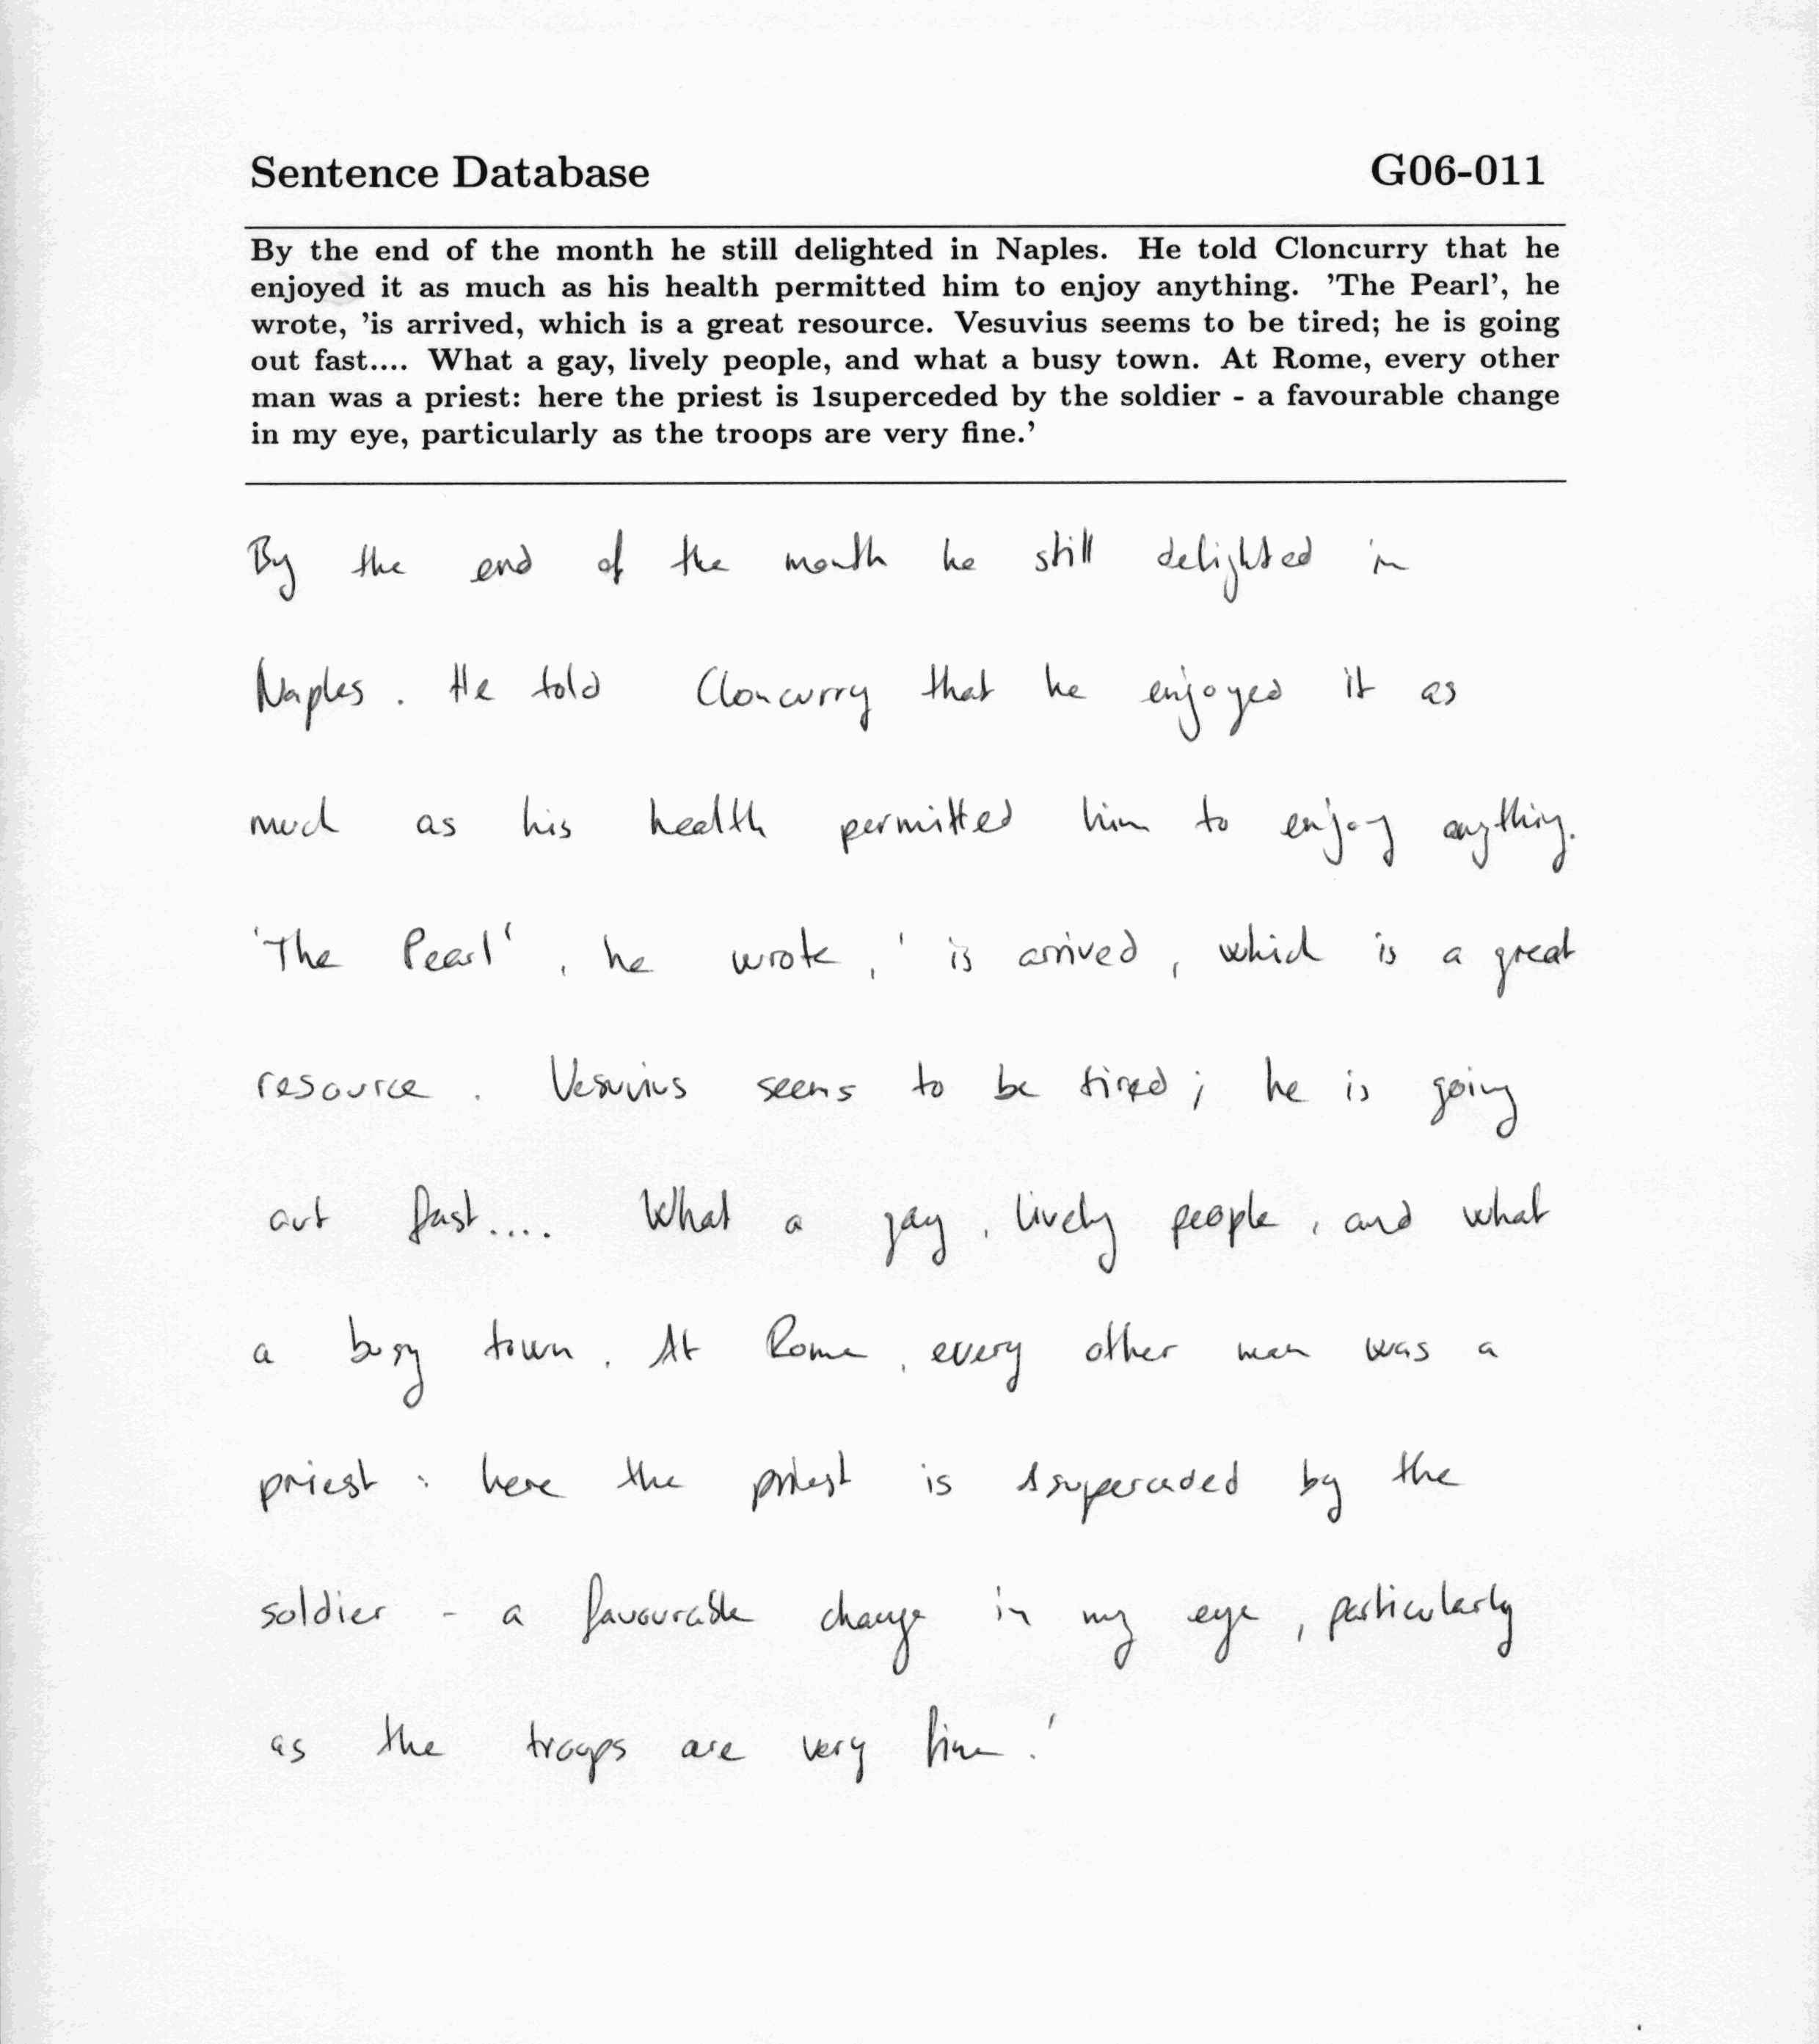 Sentence Database G06-011
By the end of the month he still delighted in Naples. He told Cloncurry that he
enjoyed it as much as his health permitted him to enjoy anything. 'The Pearl', he
wrote, 'is arrived, which is a great resource. Vesuvius seems to be tired; he is going
out fast.... What a gay, lively people, and what a busy town. At Rome, every other
man was a priest: here the priest is 1superceded by the soldier - a favourable change
in my eye, particularly as the troops are very fine.'
By the end of the month he still delighted in
Naples. He told Cloncurry that he enjoyed it as
much as his health permitted him to enjoy anything.
'The Pearl', he wrote, 'is arrived, which is a great
resource. Vesuvius seems to be tired; he is going
out fast.... What a gay, lively people, and what
a busy town. At Rome, every other man was a
priest: here the priest is 1superceded by the
soldier - a favourable change in my eye, particularly
as the troops are very fine.'